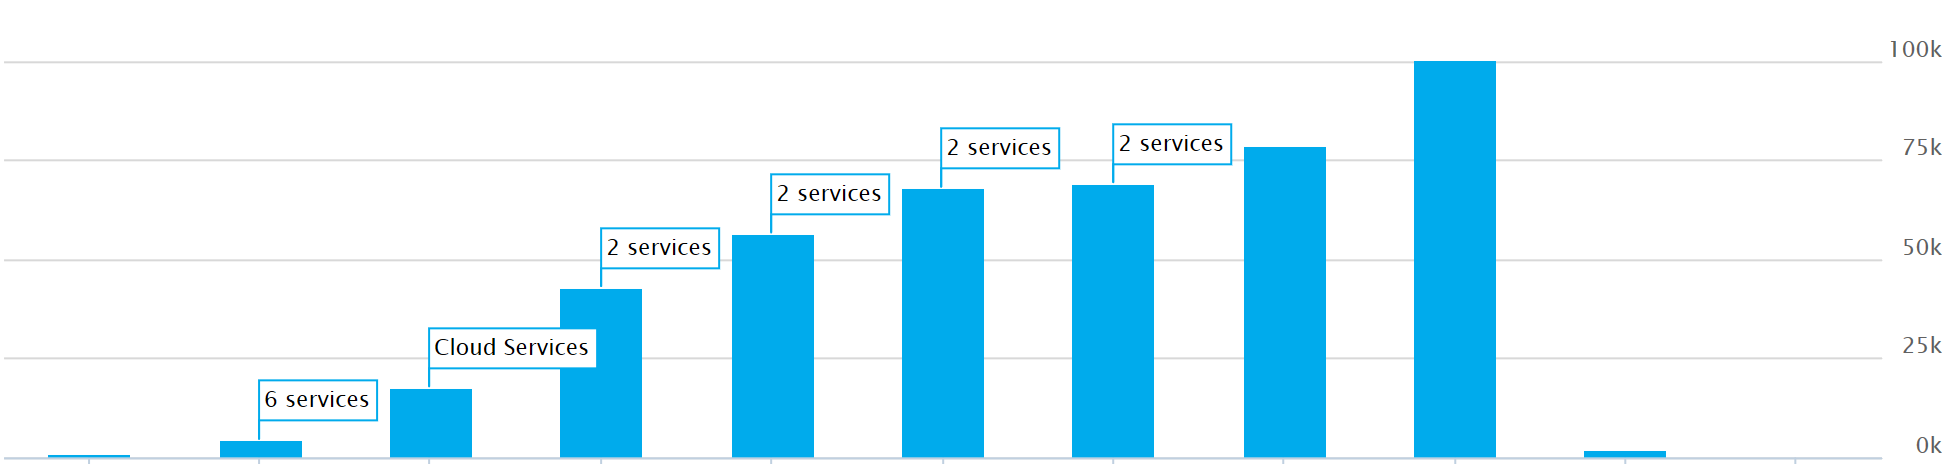 100k
2 services
2 services
75k
2 services
2 services
50k
Cloud Services
25k
6 services
0k